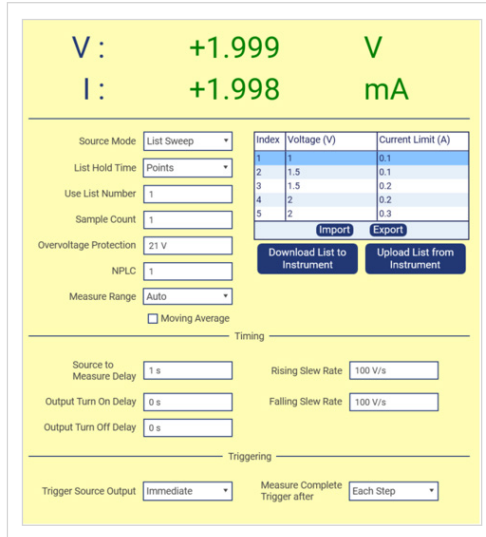 V : +1.999 V
I : +1.998 mA
Source Mode List Sweep
List Hold Time Points
Use List Number 1
Sample Count 1
Overvoltage Protection 21 V
NPLC 1
Measure Range Auto
Moving Average
Index Voltage (V) Current Limit (A)
1 1 0.1
2 1.5 0.1
3 1.5 0.2
4 2 0.2
5 2 0.3
Import Export
Download List to
Instrument
Upload List from
Instrument
Timing
Source to
Measure Delay 1 s
Rising Slew Rate 100 V/s
Output Turn On Delay 0 s
Falling Slew Rate 100 V/s
Output Turn Off Delay 0 s
Triggering
Trigger Source Output Immediate
Measure Complete
Trigger after Each Step